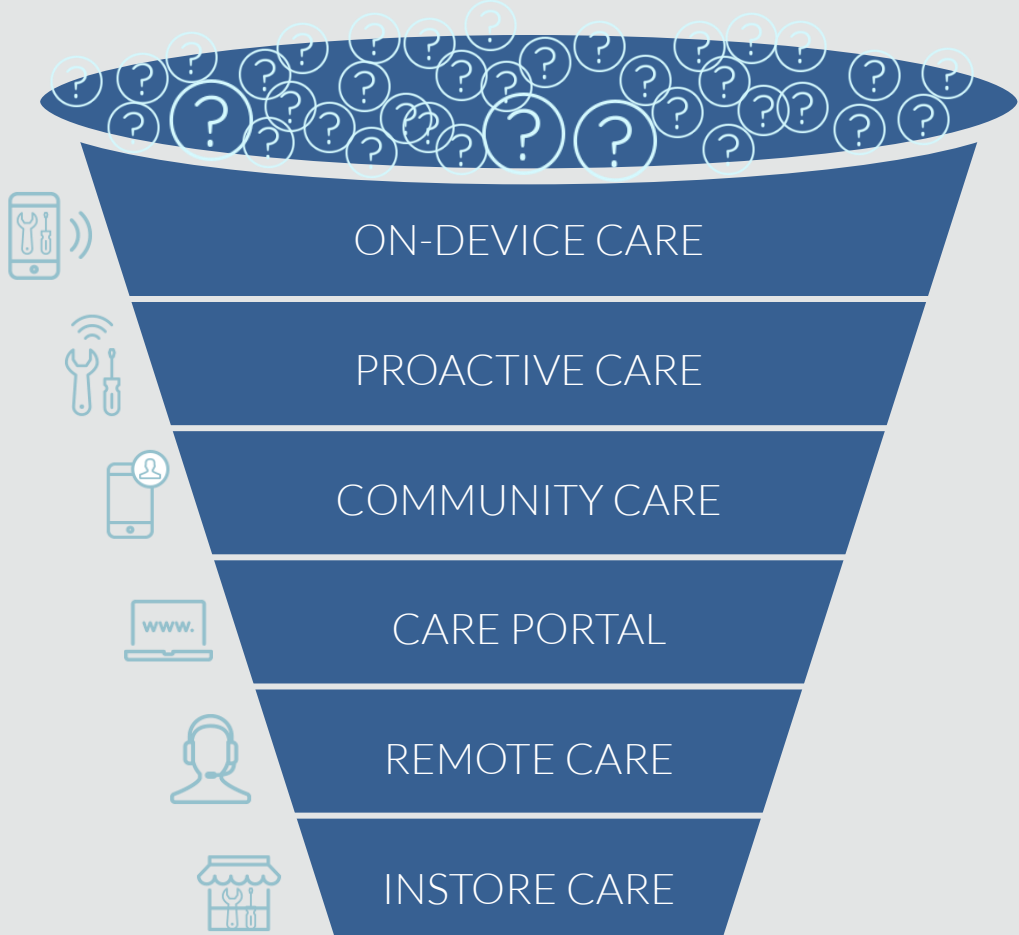 ON-DEVICE CARE
PROACTIVE CARE
COMMUNITY CARE
www.
CARE PORTAL
REMOTE CARE
INSTORE CARE